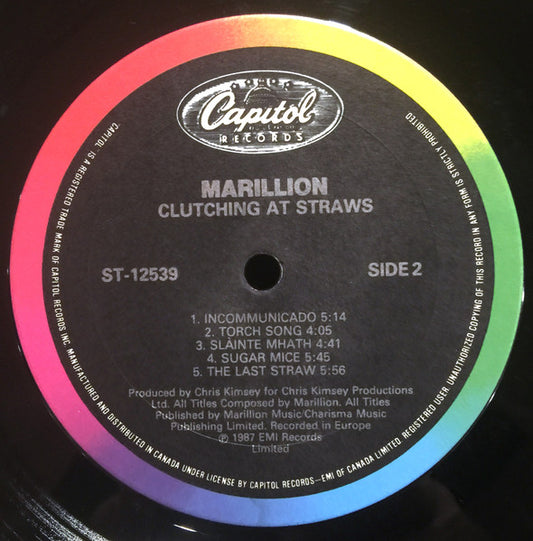 Capitol
RECORDS
MARILLION
CLUTCHING AT STRAWS
ST-12539
SIDE 2
1. INCOMMUNICADO 5:14
2. TORCH SONG 4:05
3. SLÀINTE MHATH 4:41
4. SUGAR MICE 5:45
5. THE LAST STRAW 5:56
Produced by Chris Kimsey for Chris Kimsey Productions
Ltd. All Titles Composed by Marillion. All Titles
Published by Marillion Music/Charisma Music
Publishing Limited. Recorded in Europe
℗ 1987 EMI Records
Limited
CAPITOL IS A REGISTERED TRADE MARK OF CAPITOL RECORDS INC. MANUFACTURED AND DISTRIBUTED IN CANADA UNDER LICENSE BY CAPITOL RECORDS–EMI OF CANADA LIMITED. REGISTERED USER. UNAUTHORIZED COPYING OF THIS RECORD IN ANY FORM IS STRICTLY PROHIBITED